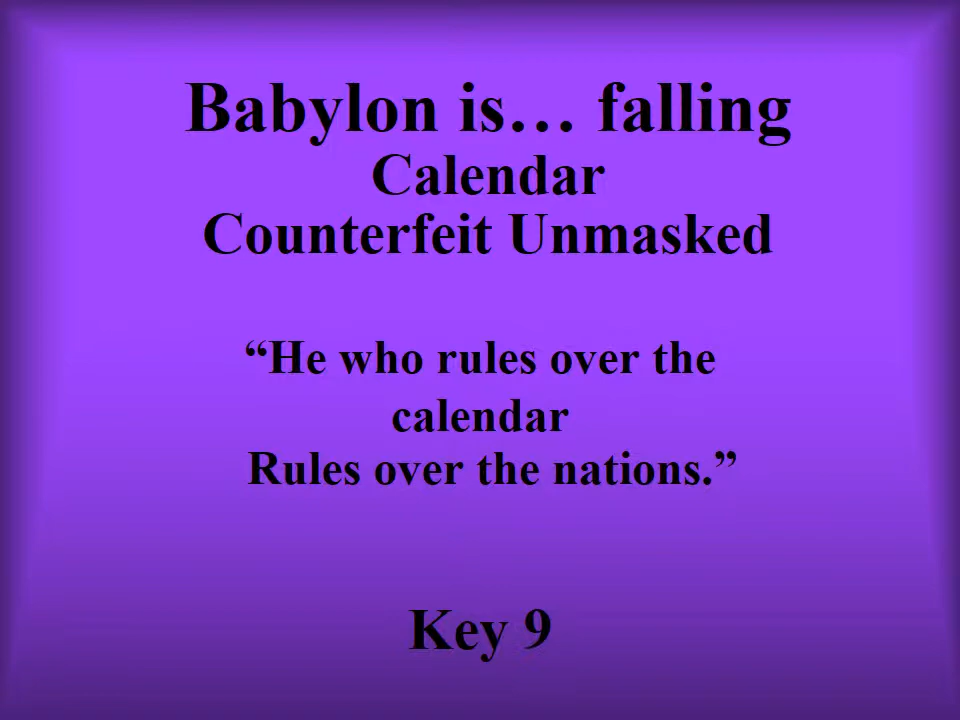 Babylon is… falling
Calendar
Counterfeit Unmasked
“He who rules over the
calendar
Rules over the nations.”
Key 9